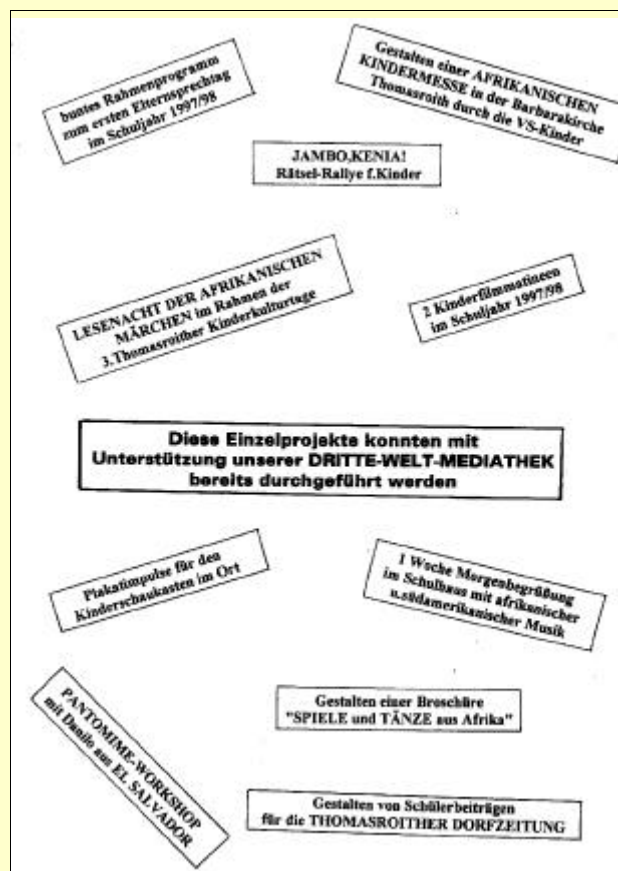 buntes Rahmenprogramm
zum ersten Elternsprechtag
im Schuljahr 1997/98
Gestalten einer AFRIKANISCHEN
KINDERMESSE in der Barbarakirche
Thomasroith durch die VS-Kinder
JAMBO,KENIA!
Rätsel-Rallye f.Kinder
LESENACHT DER AFRIKANISCHEN
MÄRCHEN im Rahmen der
3.Thomasroither Kinderkulturtage
2 Kinderfilmmatineen
im Schuljahr 1997/98
Diese Einzelprojekte konnten mit
Unterstützung unserer DRITTE-WELT-MEDIATHEK
bereits durchgeführt werden
Plakatimpulse für den
Kinderschaukasten im Ort
1 Woche Morgenbegrüßung
im Schulhaus mit afrikanischer
u.südamerikanischer Musik
PANTOMIME-WORKSHOP
mit Danilo aus EL SALVADOR
Gestalten einer Broschüre
"SPIELE und TÄNZE aus Afrika"
Gestalten von Schülerbeiträgen
für die THOMASROITHER DORFZEITUNG